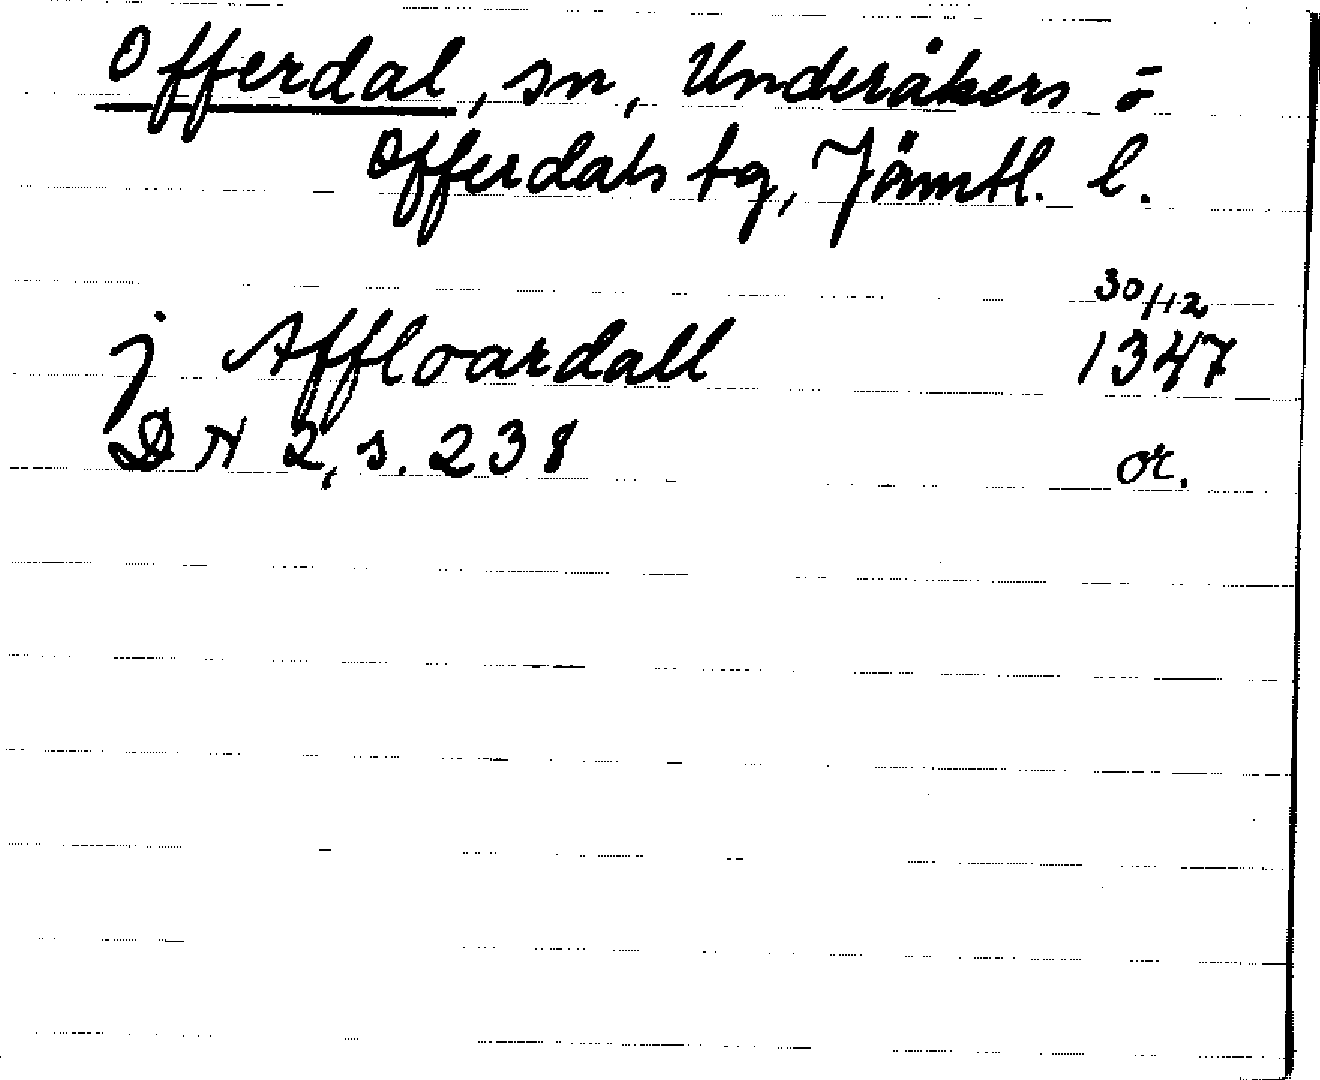 Offerdal, sn, Undersåkers o
Offerdals tg, Jämtl. l.
30/12
j Affloardall 1347
DN 2, s. 238 or.